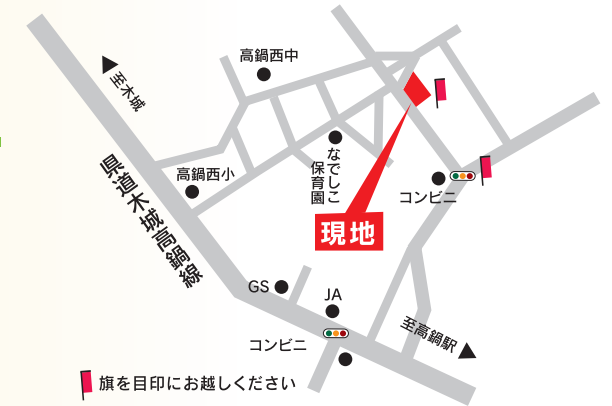 高鍋西中
至木城
県道木城高鍋線
高鍋西小
なでしこ
保育園
コンビニ
現地
GS
JA
コンビニ
至高鍋駅
旗を目印にお越しください